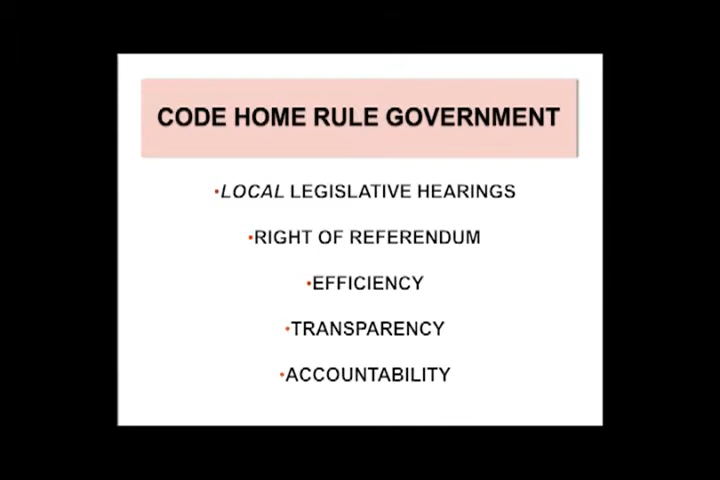 CODE HOME RULE GOVERNMENT
•LOCAL LEGISLATIVE HEARINGS
•RIGHT OF REFERENDUM
•EFFICIENCY
•TRANSPARENCY
•ACCOUNTABILITY